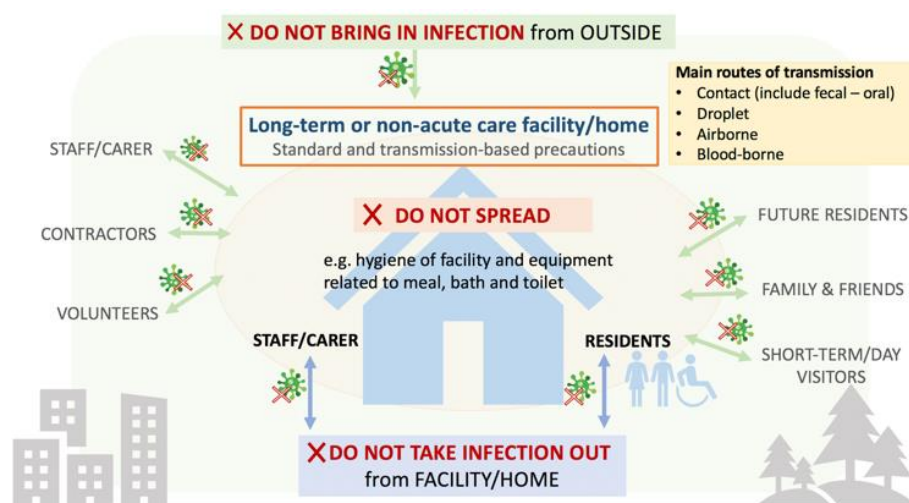 X DO NOT BRING IN INFECTION from OUTSIDE
Main routes of transmission
• Contact (include fecal – oral)
• Droplet
• Airborne
• Blood-borne
Long-term or non-acute care facility/home
Standard and transmission-based precautions
STAFF/CARER
CONTRACTORS
VOLUNTEERS
X DO NOT SPREAD
e.g. hygiene of facility and equipment
related to meal, bath and toilet
FUTURE RESIDENTS
FAMILY & FRIENDS
SHORT-TERM/DAY
VISITORS
STAFF/CARER
RESIDENTS
X DO NOT TAKE INFECTION OUT
from FACILITY/HOME